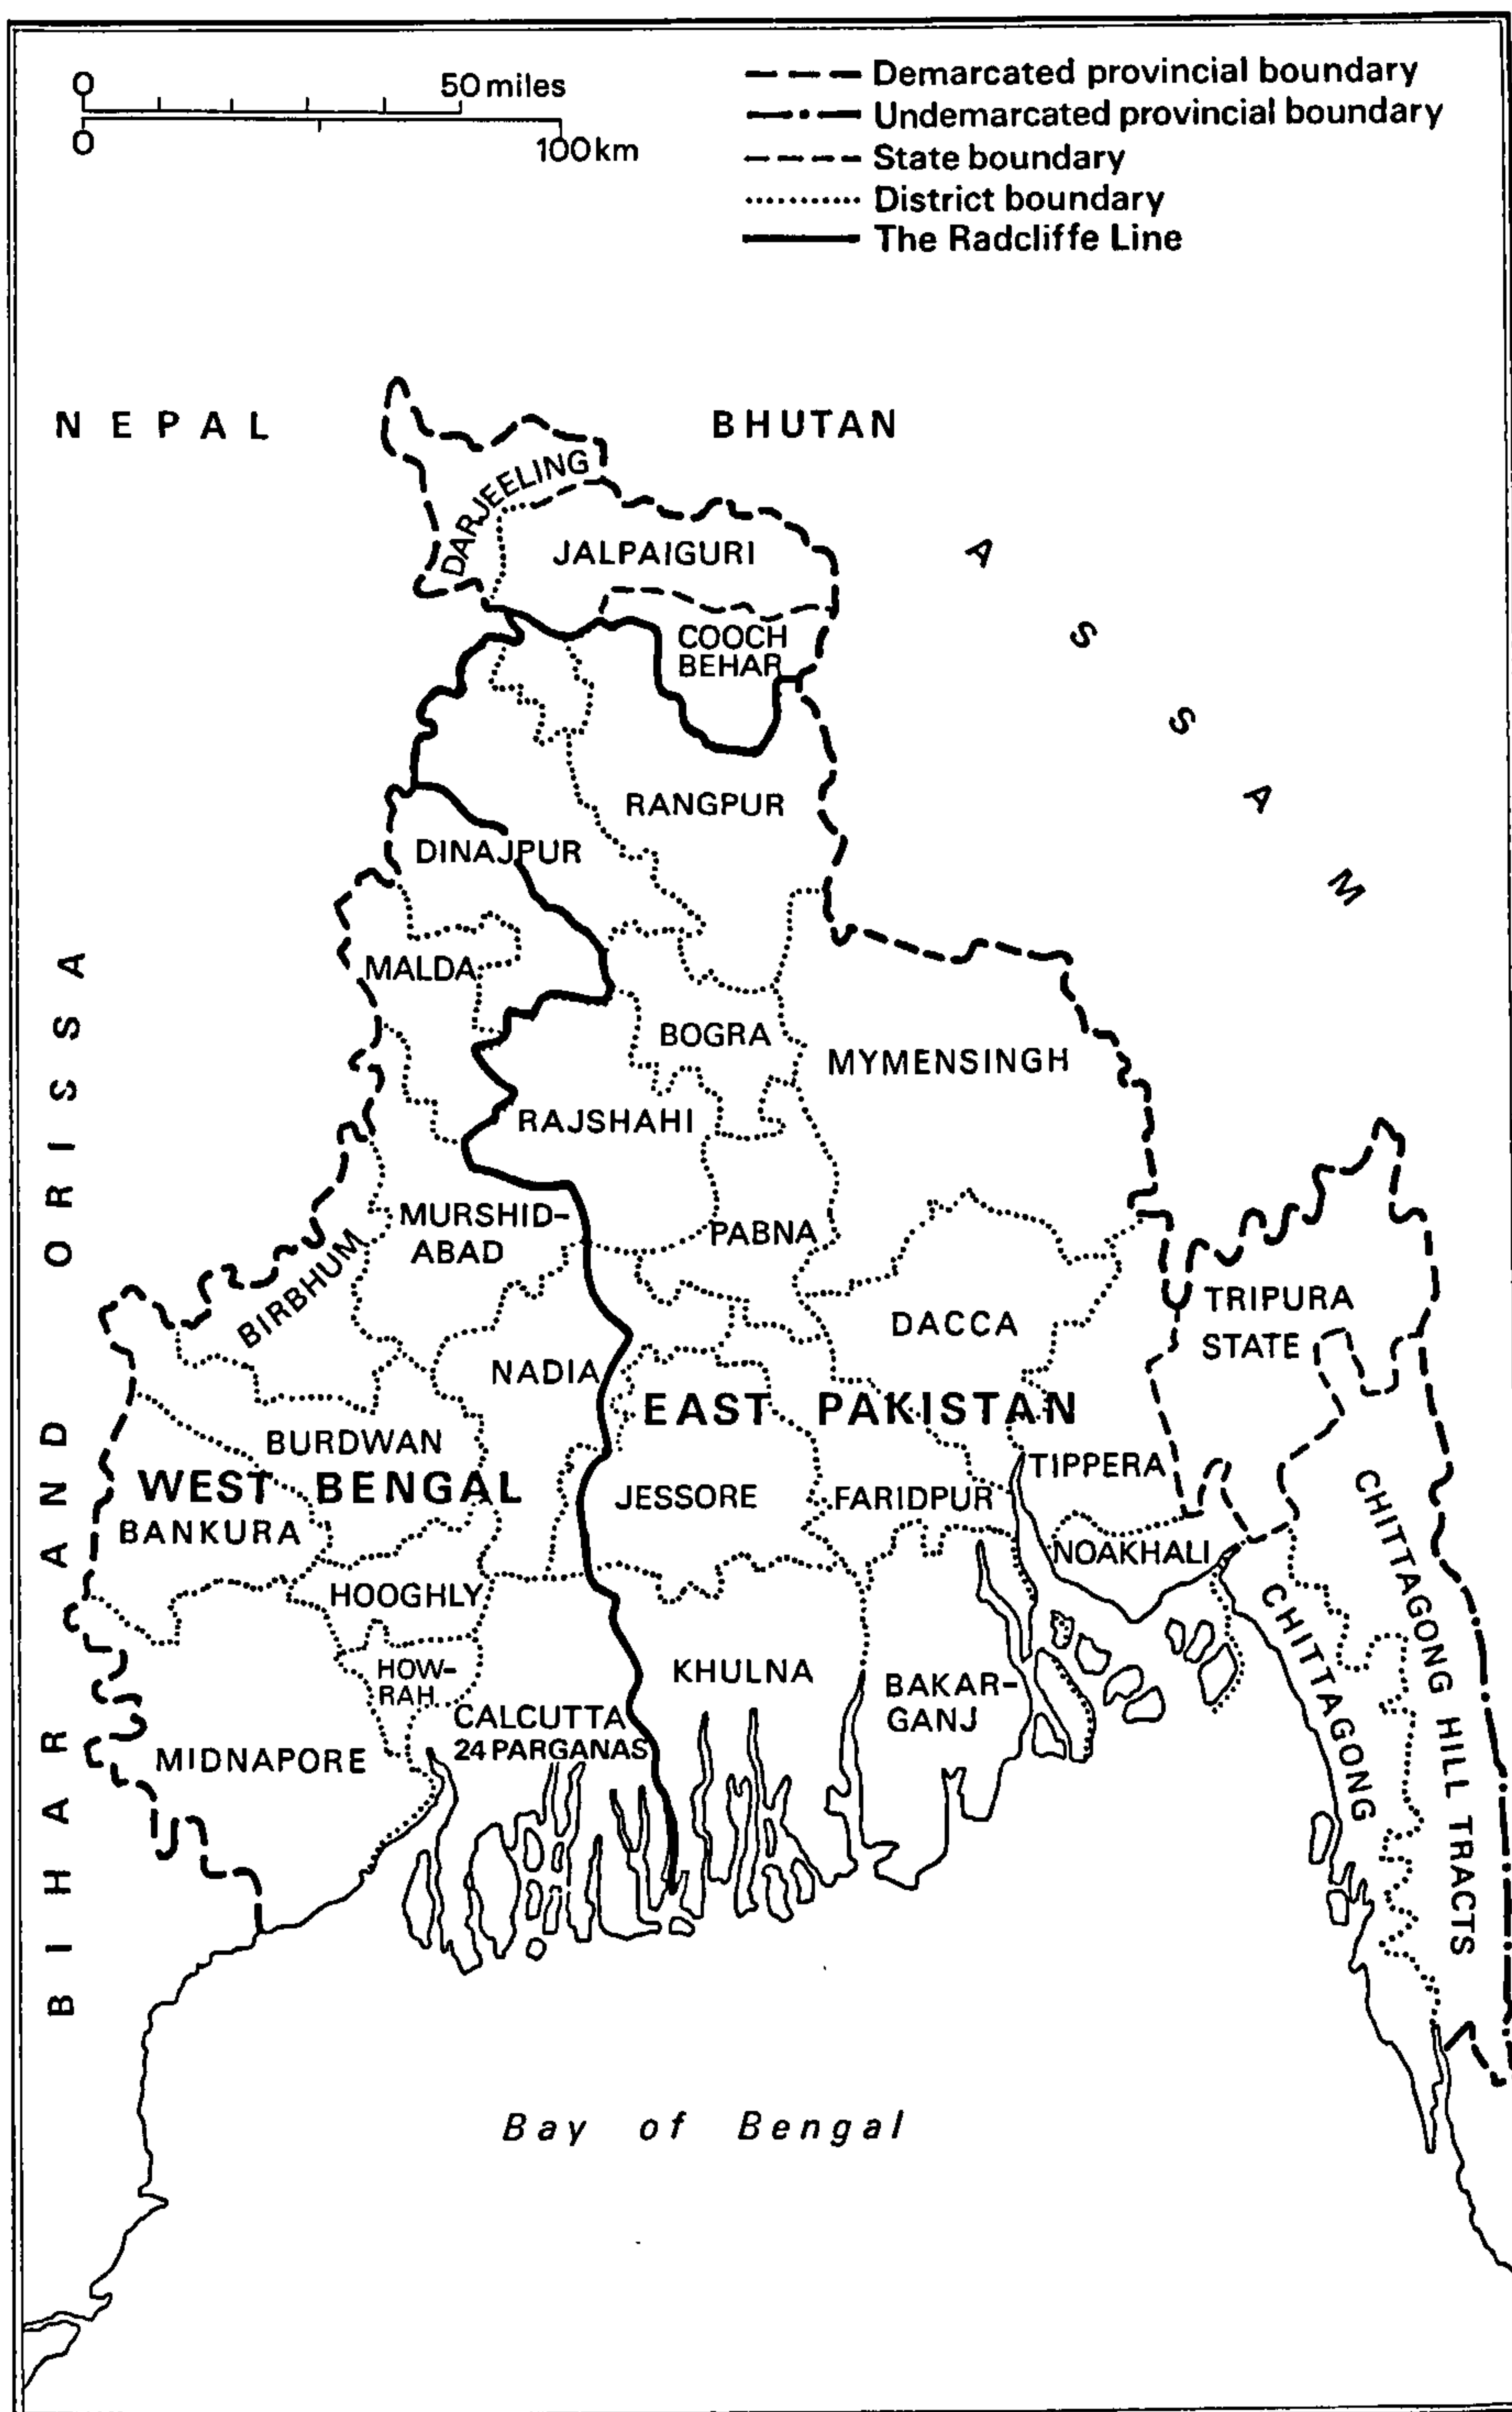 0 50 miles
0 100 km
Demarcated provincial boundary
Undemarcated provincial boundary
State boundary
District boundary
The Radcliffe Line
NEPAL
BHUTAN
ASSAM
BIHAR AND ORISSA
DARJEELING
JALPAIGURI
COOCH
BEHAR
RANGPUR
DINAJPUR
MALDA
BOGRA
MYMENSINGH
RAJSHAHI
MURSHID-
ABAD
PABNA
BIRBHUM
DACCA
TRIPURA
STATE
NADIA
EAST PAKISTAN
BURDWAN
WEST BENGAL
TIPPERA
JESSORE
FARIDPUR
BANKURA
NOAKHALI
HOOGHLY
CHITTAGONG
CHITTAGONG HILL TRACTS
HOW-
RAH
KHULNA
BAKAR-
GANJ
CALCUTTA
24 PARGANAS
MIDNAPORE
Bay of Bengal